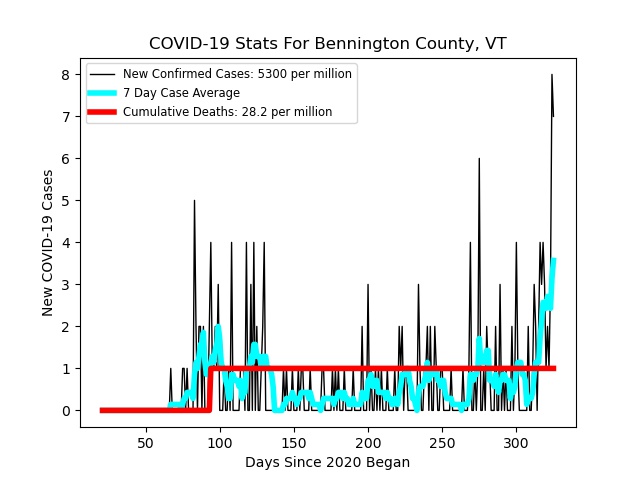 COVID-19 Stats For Bennington County, VT
New Confirmed Cases: 5300 per million
7 Day Case Average
Cumulative Deaths: 28.2 per million
New COVID-19 Cases
8
7
6
5
4
3
2
1
0
50 100 150 200 250 300
Days Since 2020 Began